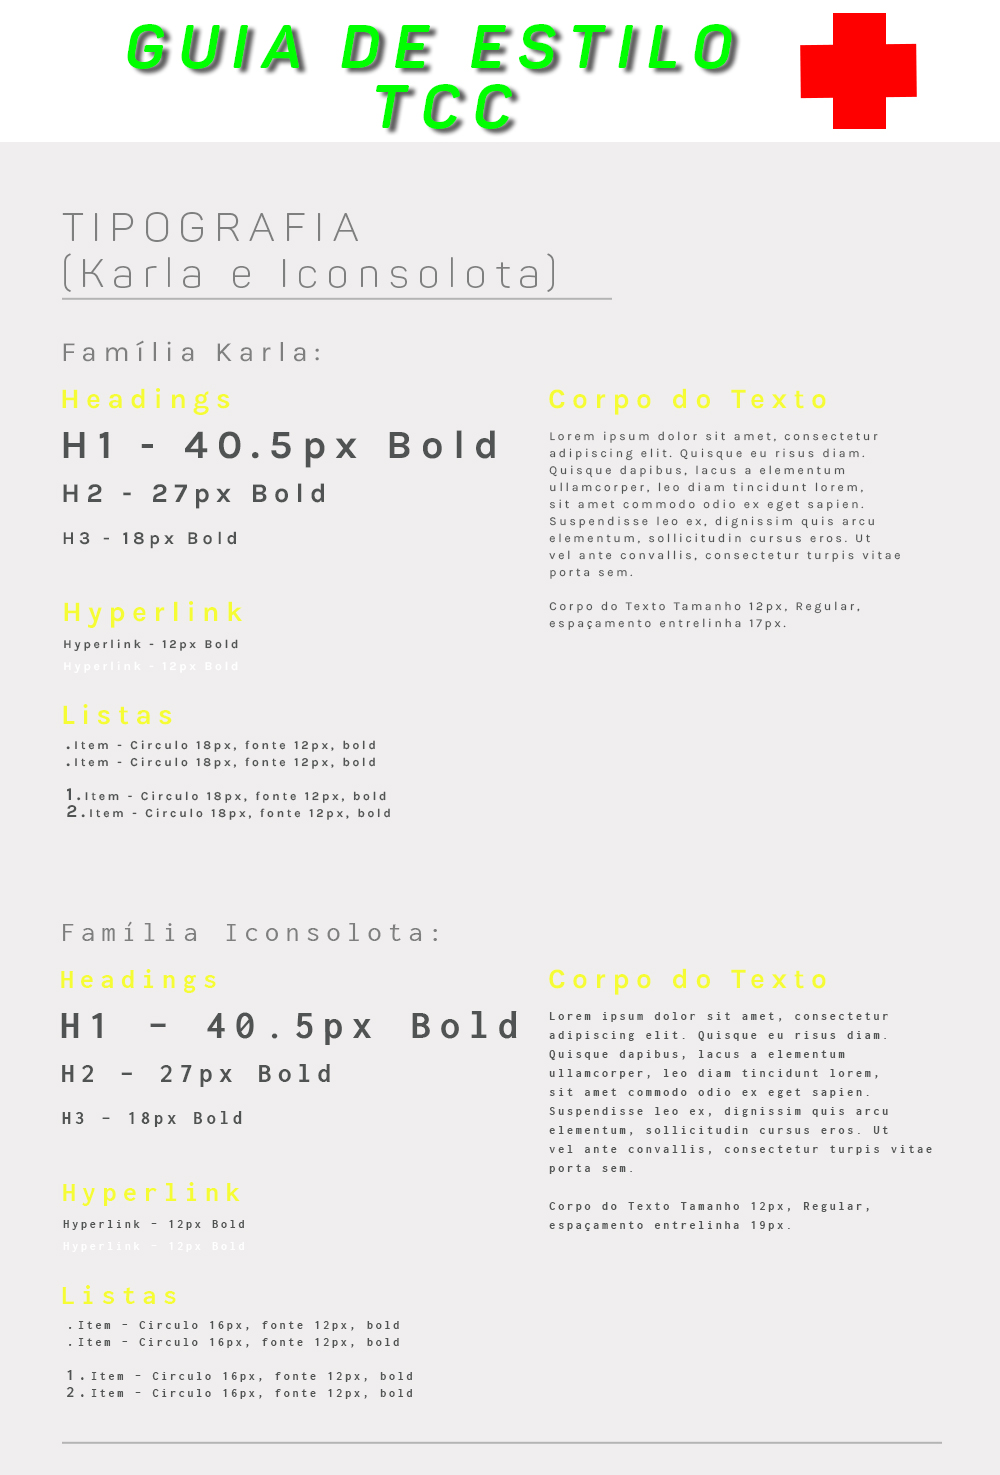 GUIA DE ESTILO
TCC
TIPOGRAFIA
(Karla e Iconsolota)
Família Karla:
Headings
H1 - 40.5px Bold
H2 - 27px Bold
H3 - 18px Bold
Corpo do Texto
Lorem ipsum dolor sit amet, consectetur
adipiscing elit. Quisque eu risus diam.
Quisque dapibus, lacus a elementum
ullamcorper, leo diam tincidunt lorem,
sit amet commodo odio ex eget sapien.
Suspendisse leo ex, dignissim quis arcu
elementum, sollicitudin cursus eros. Ut
vel ante convallis, consectetur turpis vitae
porta sem.
Corpo do Texto Tamanho 12px, Regular,
espaçamento entrelinha 17px.
Hyperlink
Hyperlink - 12px Bold
Hyperlink - 12px Bold
Listas
.Item - Circulo 18px, fonte 12px, bold
.Item - Circulo 18px, fonte 12px, bold
1.Item - Circulo 18px, fonte 12px, bold
2.Item - Circulo 18px, fonte 12px, bold
Família Iconsolota:
Headings
H1 - 40.5px Bold
H2 - 27px Bold
H3 - 18px Bold
Corpo do Texto
Lorem ipsum dolor sit amet, consectetur
adipiscing elit. Quisque eu risus diam.
Quisque dapibus, lacus a elementum
ullamcorper, leo diam tincidunt lorem,
sit amet commodo odio ex eget sapien.
Suspendisse leo ex, dignissim quis arcu
elementum, sollicitudin cursus eros. Ut
vel ante convallis, consectetur turpis vitae
porta sem.
Corpo do Texto Tamanho 12px, Regular,
espaçamento entrelinha 19px.
Hyperlink
Hyperlink - 12px Bold
Hyperlink - 12px Bold
Listas
.Item - Circulo 16px, fonte 12px, bold
.Item - Circulo 16px, fonte 12px, bold
1.Item - Circulo 16px, fonte 12px, bold
2.Item - Circulo 16px, fonte 12px, bold